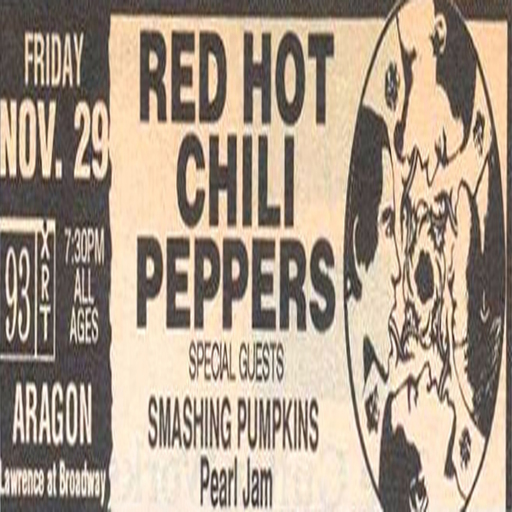 FRIDAY
NOV. 29
93 XRT
7:30PM
ALL
AGES
ARAGON
Lawrence at Broadway
RED HOT
CHILI
PEPPERS
SPECIAL GUESTS
SMASHING PUMPKINS
Pearl Jam